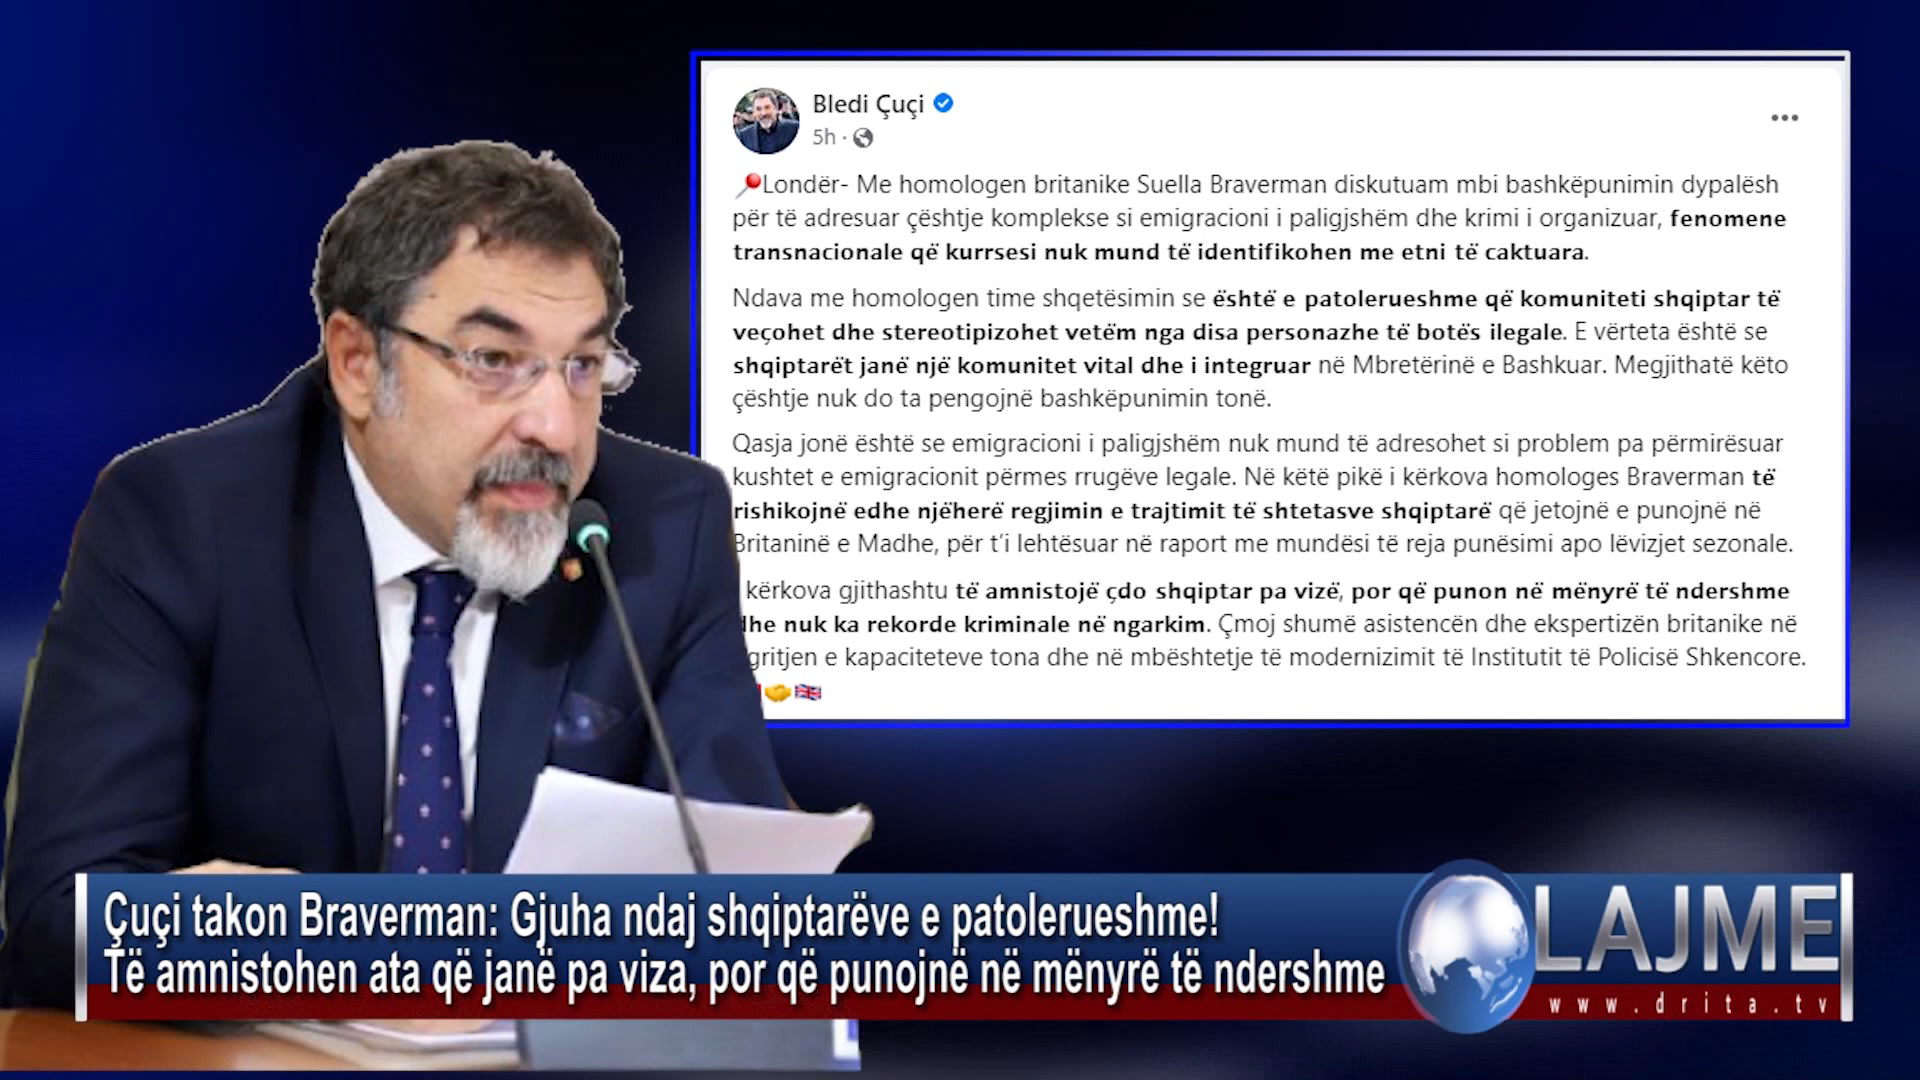 Bledi Çuçi
5h ·
Londër- Me homologen britanike Suella Braverman diskutuam mbi bashkëpunimin dypalësh
për të adresuar çështje komplekse si emigracioni i paligjshëm dhe krimi i organizuar, fenomene
transnacionale që kurrsesi nuk mund të identifikohen me etni të caktuara.
Ndava me homologen time shqetësimin se është e patolerueshme që komuniteti shqiptar të
veçohet dhe stereotipizohet vetëm nga disa personazhe të botës ilegale. E vërteta është se
shqiptarët janë një komunitet vital dhe i integruar në Mbretërinë e Bashkuar. Megjithatë këto
çështje nuk do ta pengojnë bashkëpunimin tonë.
Qasja jonë është se emigracioni i paligjshëm nuk mund të adresohet si problem pa përmirësuar
kushtet e emigracionit përmes rrugëve legale. Në këtë pikë i kërkova homologes Braverman të
rishikojnë edhe njëherë regjimin e trajtimit të shtetasve shqiptarë që jetojnë e punojnë në
Britaninë e Madhe, për t'i lehtësuar në raport me mundësi të reja punësimi apo lëvizjet sezonale.
kërkova gjithashtu të amnistojë çdo shqiptar pa vizë, por që punon në mënyrë të ndershme
dhe nuk ka rekorde kriminale në ngarkim. Çmoj shumë asistencën dhe ekspertizën britanike në
gritjen e kapaciteteve tona dhe në mbështetje të modernizimit të Institutit të Policisë Shkencore.
Çuçi takon Braverman: Gjuha ndaj shqiptarëve e patolerueshme!
Të amnistohen ata që janë pa viza, por që punojnë në mënyrë të ndershme
LAJME
www.drita.tv